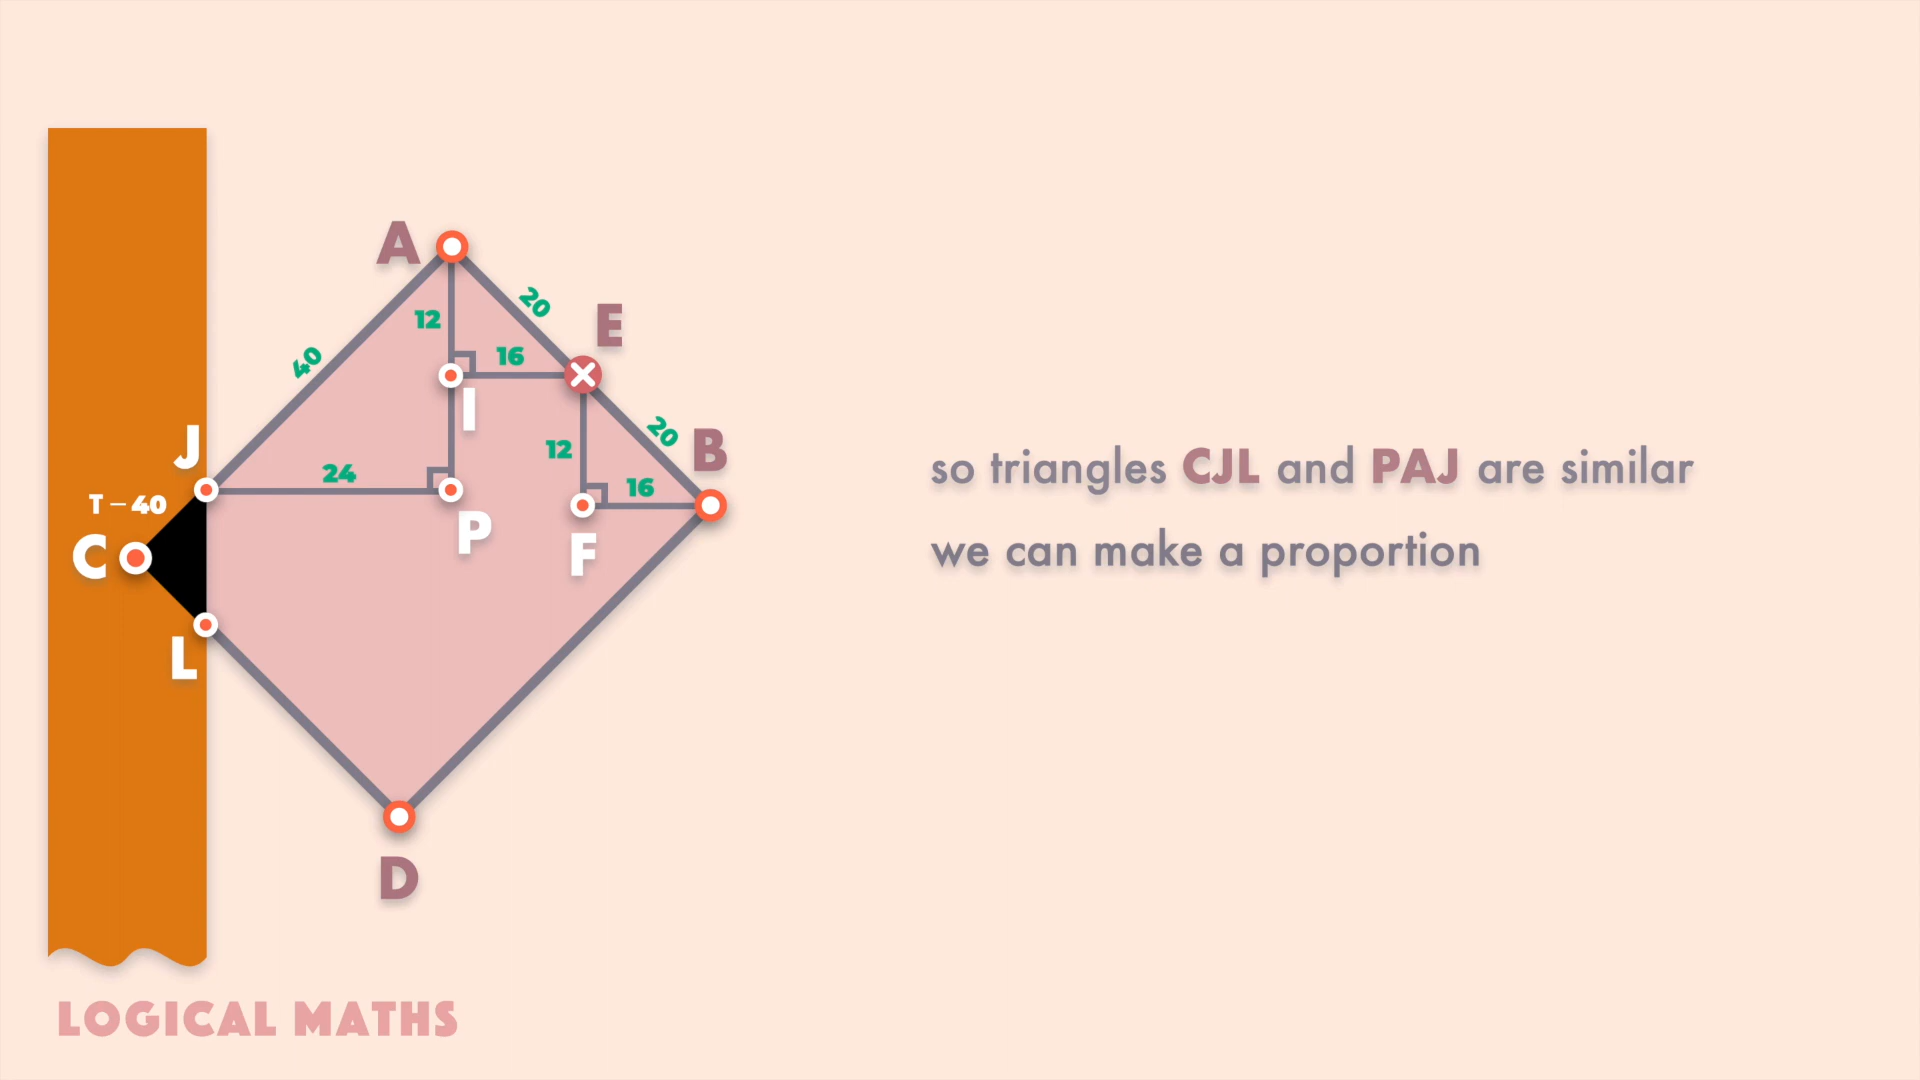 A
20
E
12
16
40
I
J
20
B
12
24
16
T – 40
P
C
F
L
so triangles CJL and PAJ are similar
we can make a proportion
D
LOGICAL MATHS